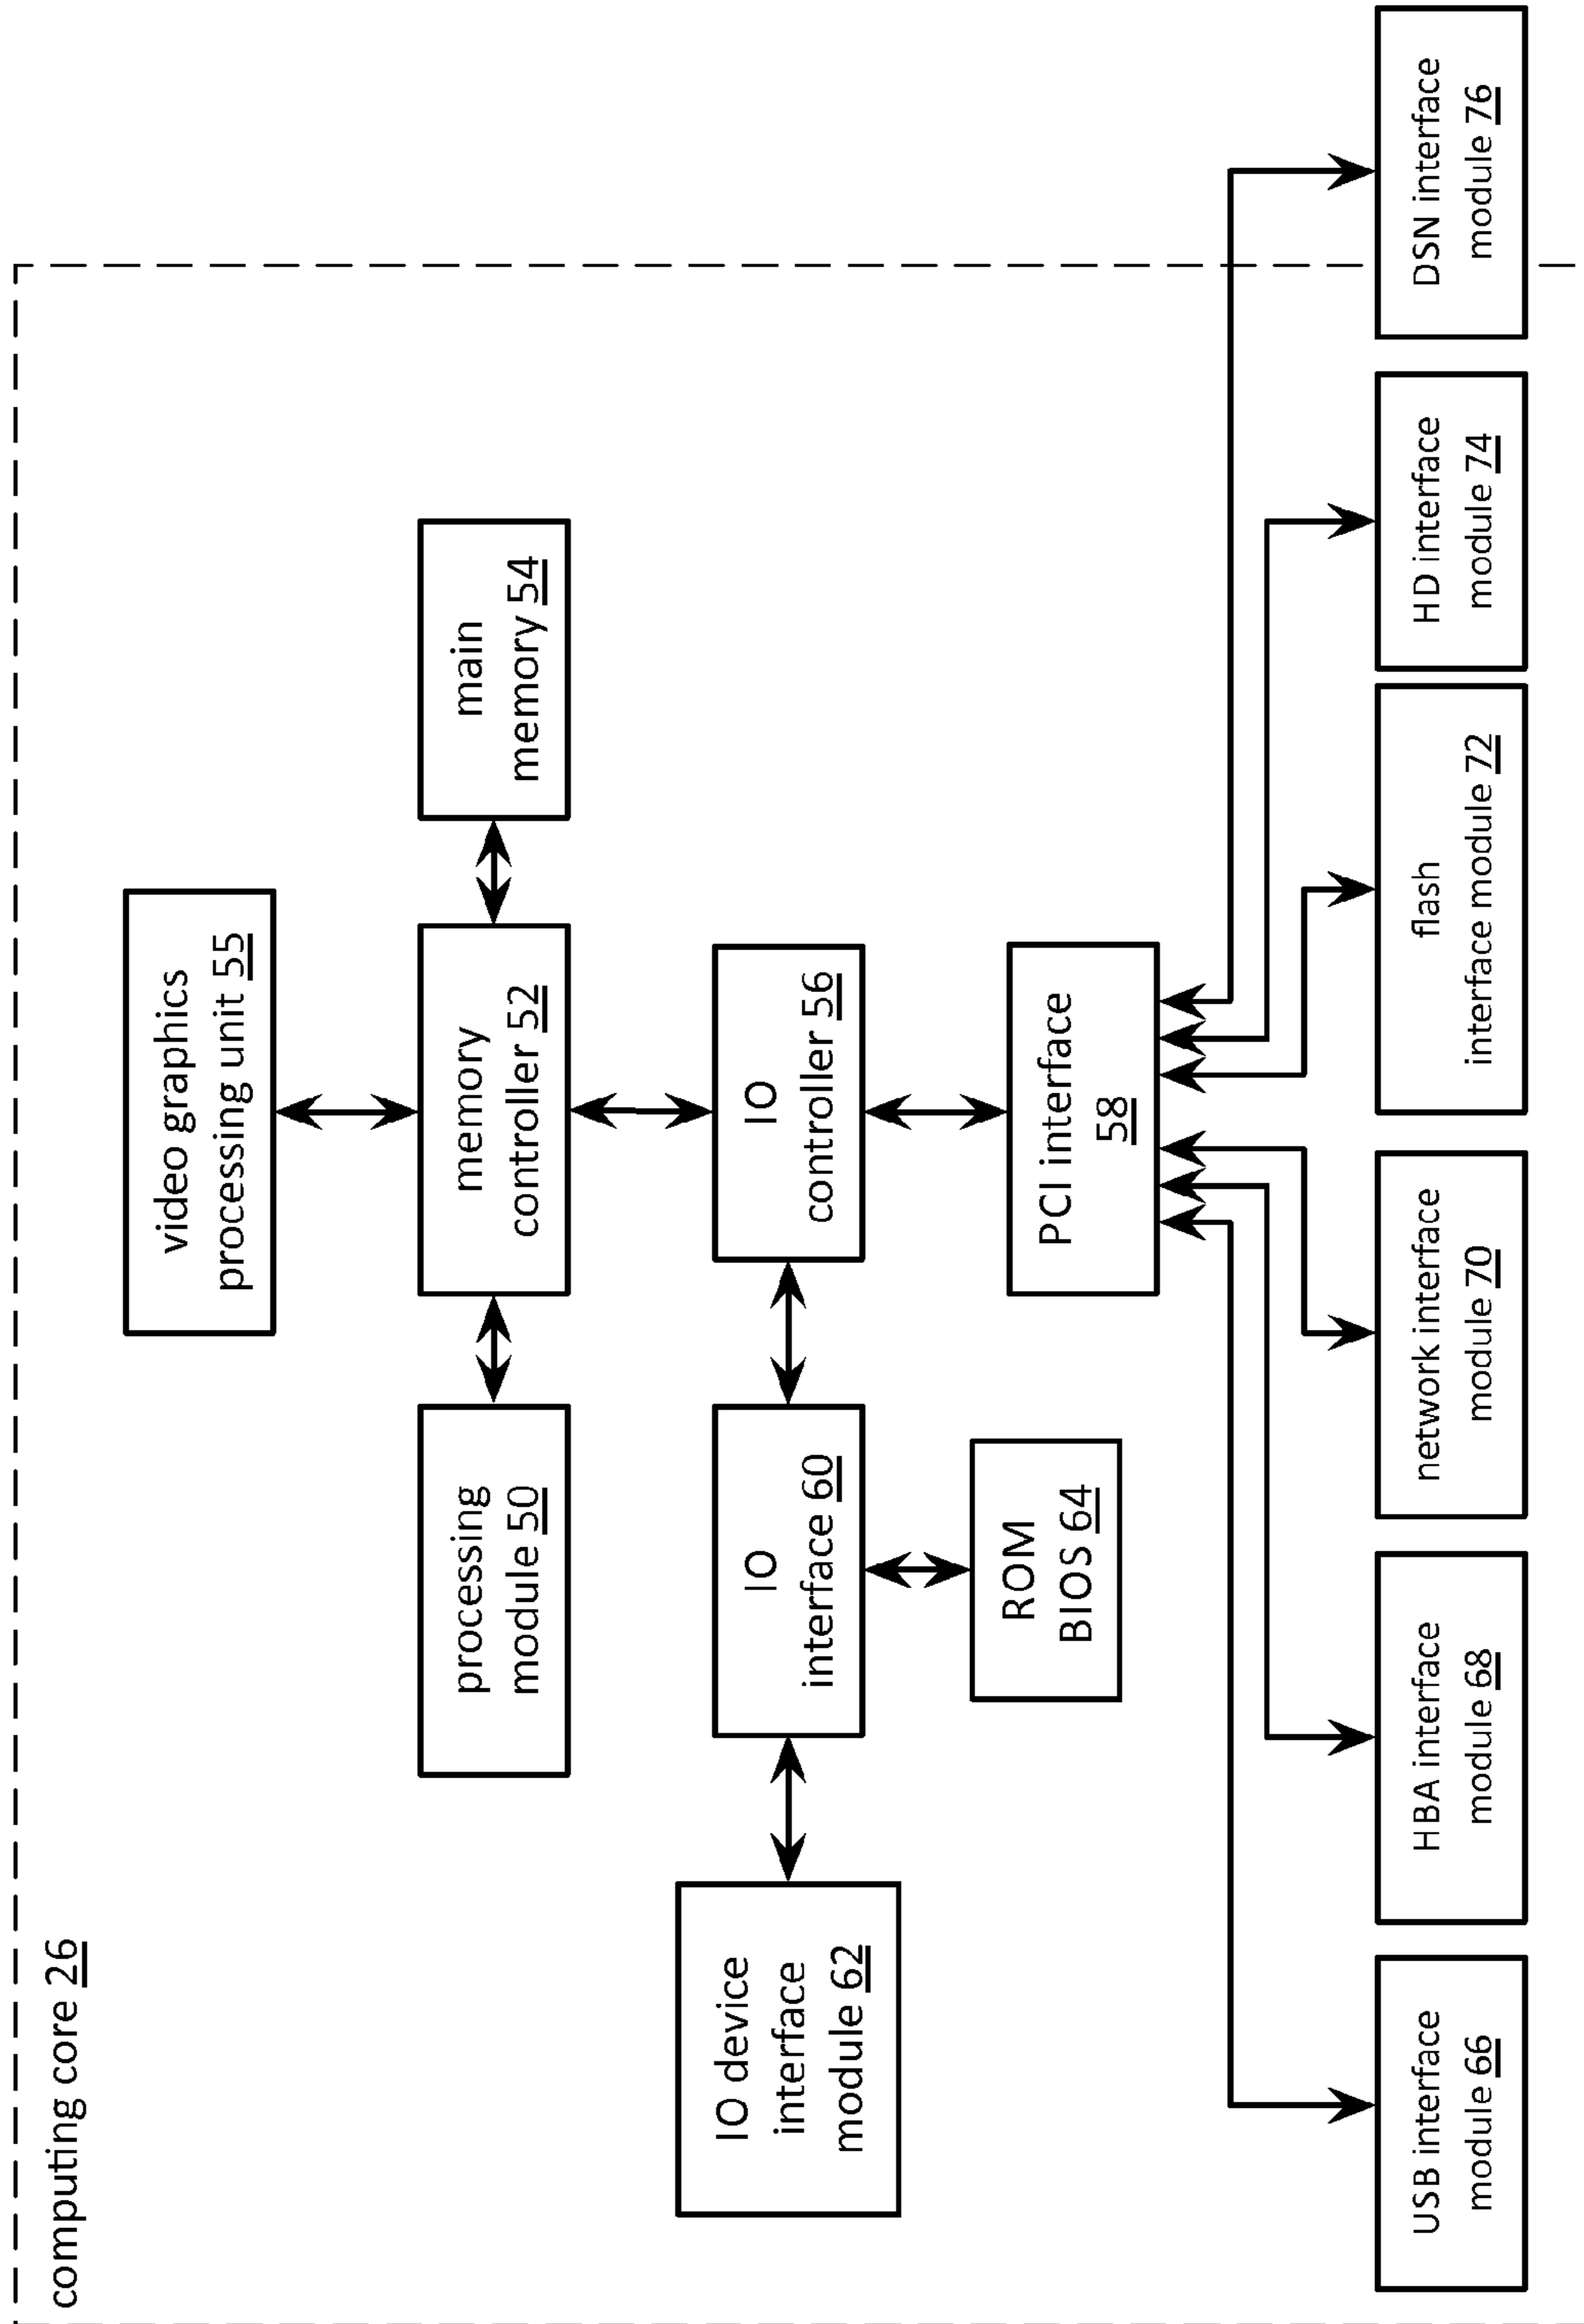 computing core 26
video graphics
processing unit 55
processing
module 50
memory
controller 52
main
memory 54
IO device
interface
module 62
IO
interface 60
IO
controller 56
ROM
BIOS 64
PCI interface
58
USB interface
module 66
HBA interface
module 68
network interface
module 70
flash
interface module 72
HD interface
module 74
DSN interface
module 76